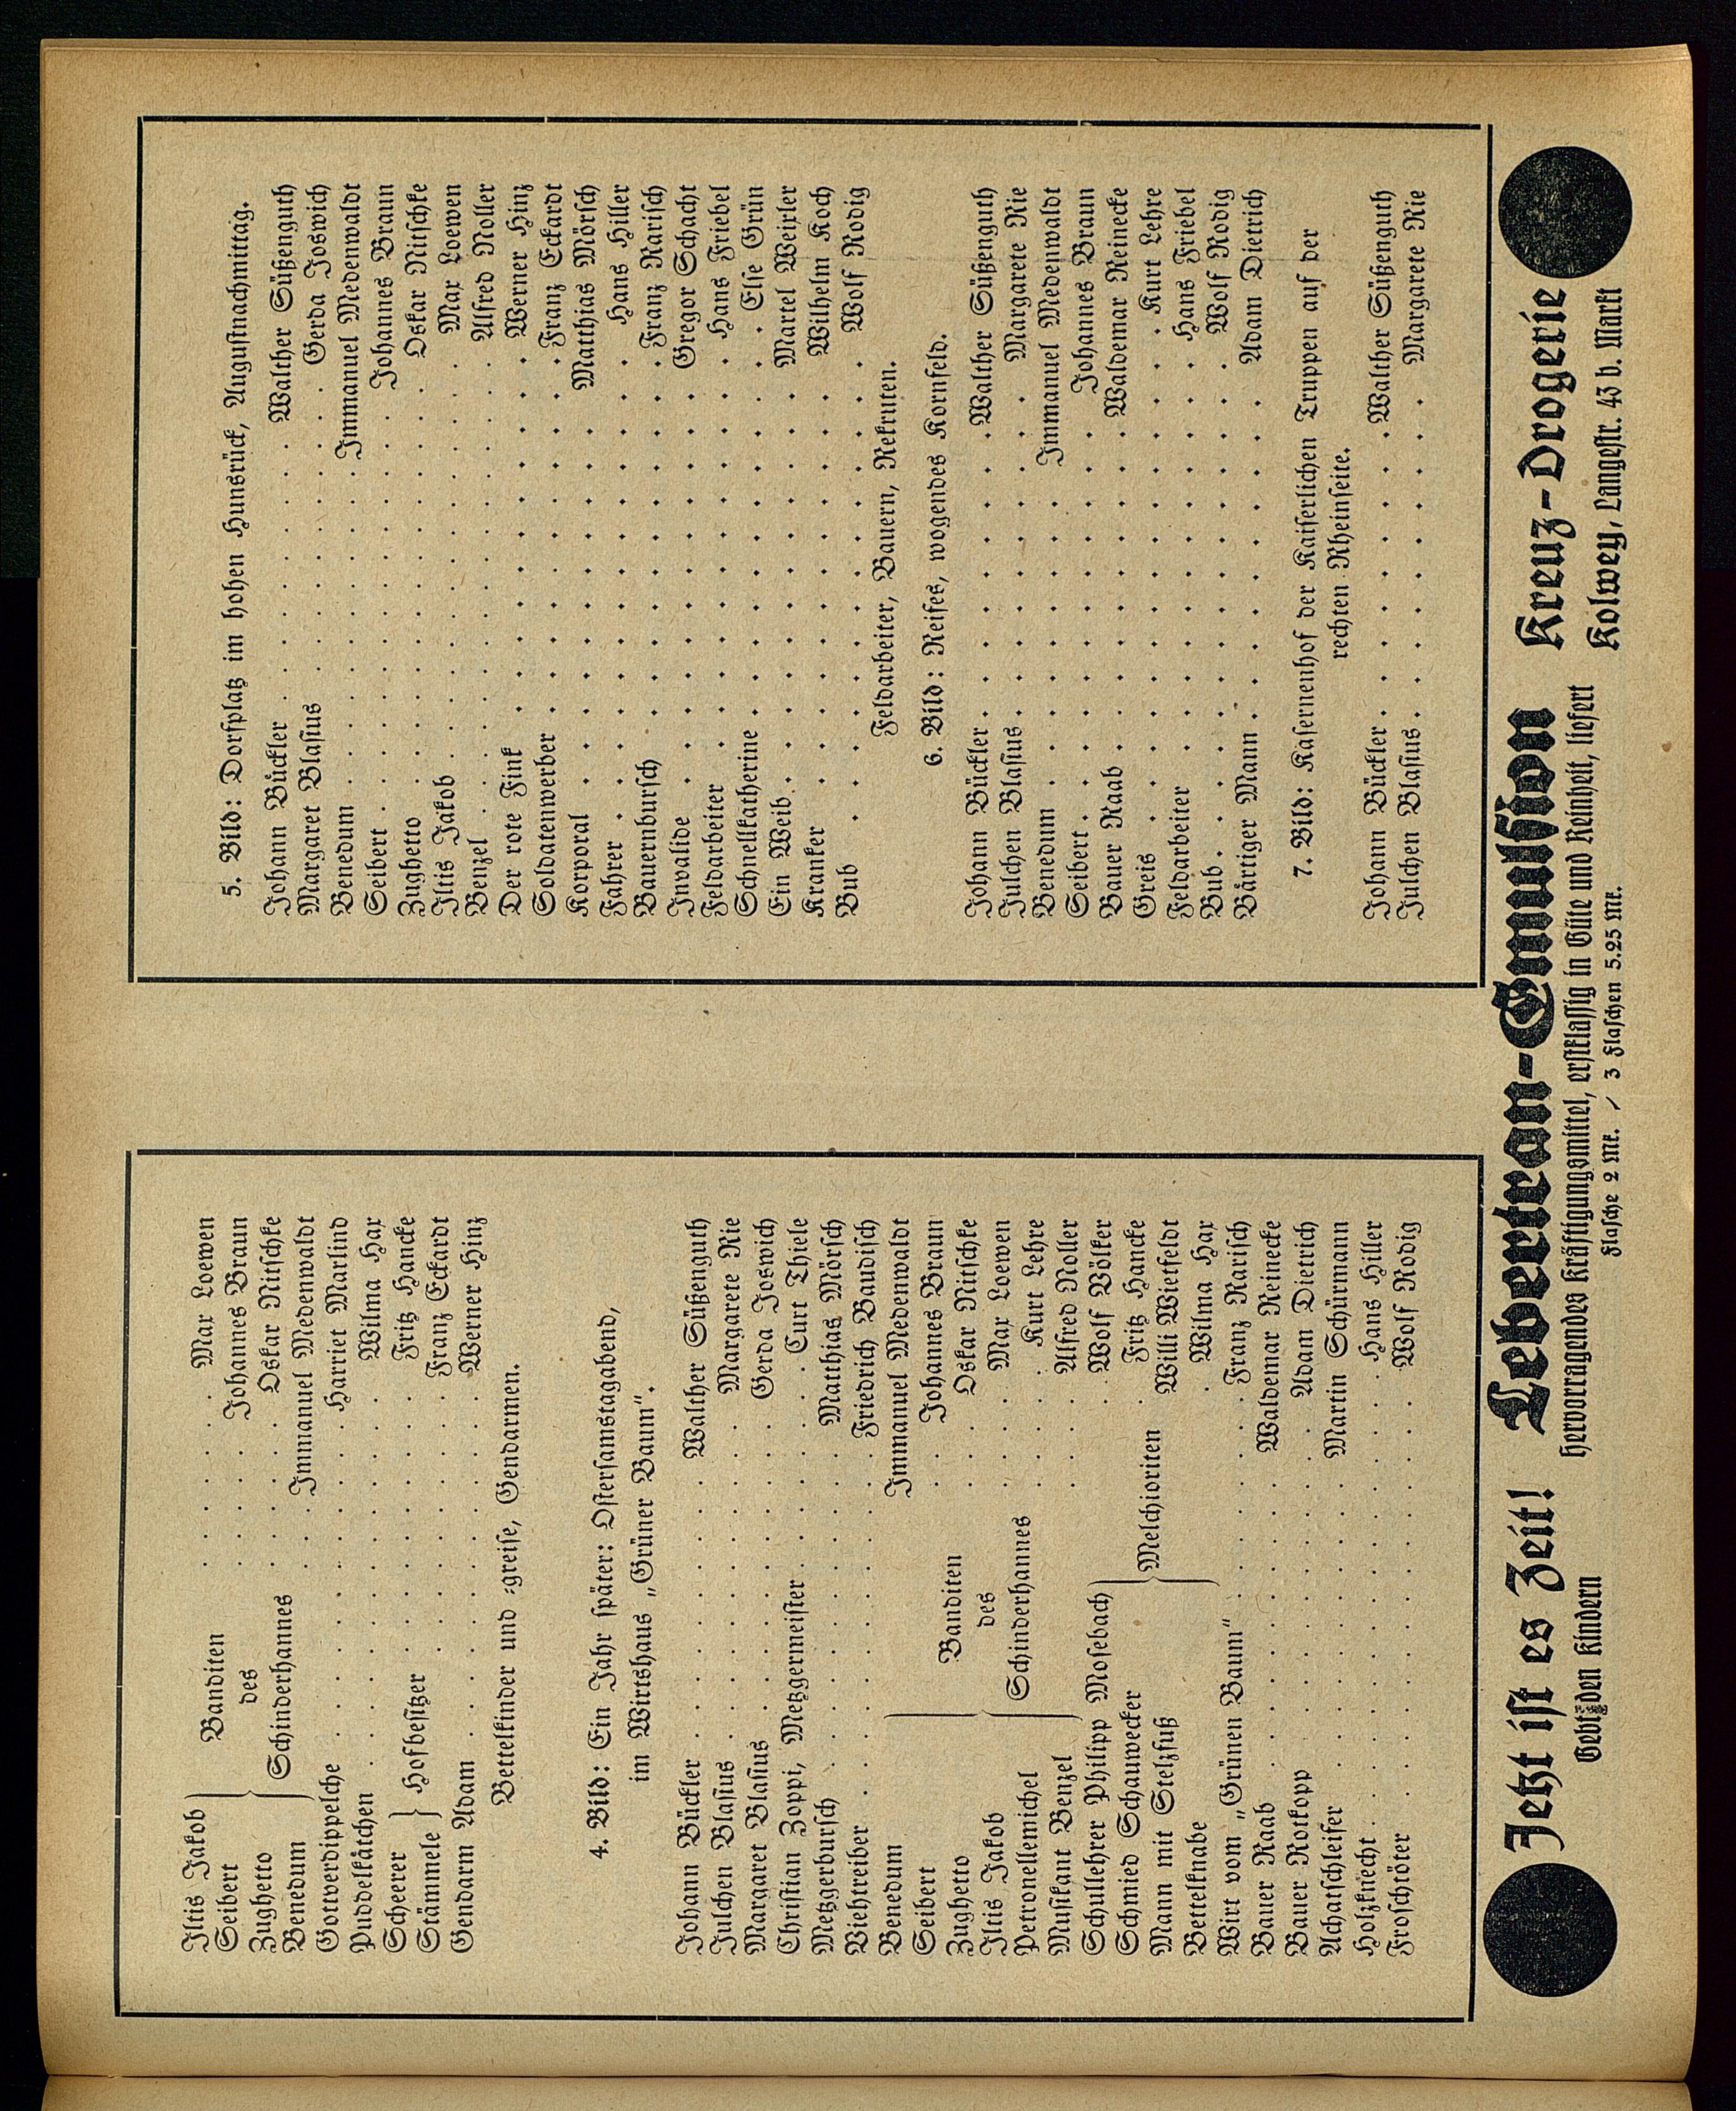 Iltis Jakob . . . . . Max Loewen
Seibert } Banditen . . . . Johannes Braun
Zughetto } des . . . . Oskar Nitschke
Benedum } Schinderhannes . . Immanuel Medenwaldt
Gottverdippelche . . . . . . . . Harriet Marlind
Puddelkätchen . . . . . . . . . Wilma Hax
Scheerer } Hofbesitzer . . . . . . Fritz Hancke
Stämmele } . . . . . . Franz Eckardt
Gendarm Adam . . . . . . . . Werner Hinz
Bettelkinder und -greise, Gendarmen.
4. Bild: Ein Jahr später: Ostersamstagabend,
im Wirtshaus „Grüner Baum“.
Johann Bückler . . . . . . . Walther Süßenguth
Julchen Blasius . . . . . . . . Margarete Rie
Margaret Blasius . . . . . . . . Gerda Joswich
Christian Zoppi, Metzgermeister . . . . . Curt Thiele
Metzgerbursch . . . . . . . . Matthias Mörsch
Viehtreiber . . . . . . . . Friedrich Baudisch
Benedum } Immanuel Medenwaldt
Seibert } Banditen . . Johannes Braun
Zughetto } des . . . Oskar Nitschke
Iltis Jakob } Schinderhannes . . . Max Loewen
Petronellemichel } . . . . Kurt Lehre
Musikant Benzel } . . . . Alfred Noller
Schullehrer Philipp Mosebach } . . Wolf Völker
Schmied Schauwecker } Melchioriten . Fritz Hancke
Mann mit Stelzfuß } Willi Wietfeldt
Bettelknabe } . Wilma Hax
Wirt vom „Grünen Baum“ . . . . . . Franz Rarisch
Bauer Raab . . . . . . . . Waldemar Reinecke
Bauer Rotkopp . . . . . . . . Adam Dietrich
Achatschleifer . . . . . . . . Martin Schürmann
Holzknecht . . . . . . . . . . Hans Hiller
Froschtöter . . . . . . . . . . Wolf Rodig
5. Bild: Dorfplatz im hohen Hunsrück, Augustnachmittag.
Johann Bückler . . . . . . . Walther Süßenguth
Margaret Blasius . . . . . . . . Gerda Joswich
Benedum . . . . . . . . Immanuel Medenwaldt
Seibert . . . . . . . . . . Johannes Braun
Zughetto . . . . . . . . . Oskar Nitschke
Iltis Jakob . . . . . . . . . Max Loewen
Benzel . . . . . . . . . . Alfred Noller
Der rote Fink . . . . . . . . . Werner Hinz
Soldatenwerber . . . . . . . . Franz Eckardt
Korporal . . . . . . . . . Matthias Mörsch
Fahrer . . . . . . . . . . . Hans Hiller
Bauernbursch . . . . . . . . . Franz Rarisch
Invalide . . . . . . . . . Gregor Schacht
Feldarbeiter . . . . . . . . . Hans Friebel
Schnellkatherine . . . . . . . . . Else Grün
Ein Weib . . . . . . . . . Martel Weixler
Kranker . . . . . . . . . Wilhelm Koch
Bub . . . . . . . . . . . Wolf Rodig
Feldarbeiter, Bauern, Rekruten.
6. Bild: Reifes, wogendes Kornfeld.
Johann Bückler . . . . . . . . Walther Süßenguth
Julchen Blasius . . . . . . . . Margarete Rie
Benedum . . . . . . . . Immanuel Medenwaldt
Seibert . . . . . . . . . . Johannes Braun
Bauer Raab . . . . . . . . Waldemar Reinecke
Greis . . . . . . . . . . . Kurt Lehre
Feldarbeiter . . . . . . . . . Hans Friebel
Bub . . . . . . . . . . . . Wolf Rodig
Bärtiger Mann . . . . . . . . Adam Dietrich
7. Bild: Kasernenhof der Kaiserlichen Truppen auf der
rechten Rheinseite.
Johann Bückler . . . . . . . . Walther Süßenguth
Julchen Blasius . . . . . . . . Margarete Rie
Jetzt ist es Zeit!
Gebt den Kindern
Lebertran-Emulsion
hervorragendes Kräftigungsmittel, erstklassig in Güte und Reinheit, liefert
Flasche 2 Mk. / 3 Flaschen 5.25 Mk.
Kreuz-Drogerie
Kolwey, Langestr. 43 b. Markt